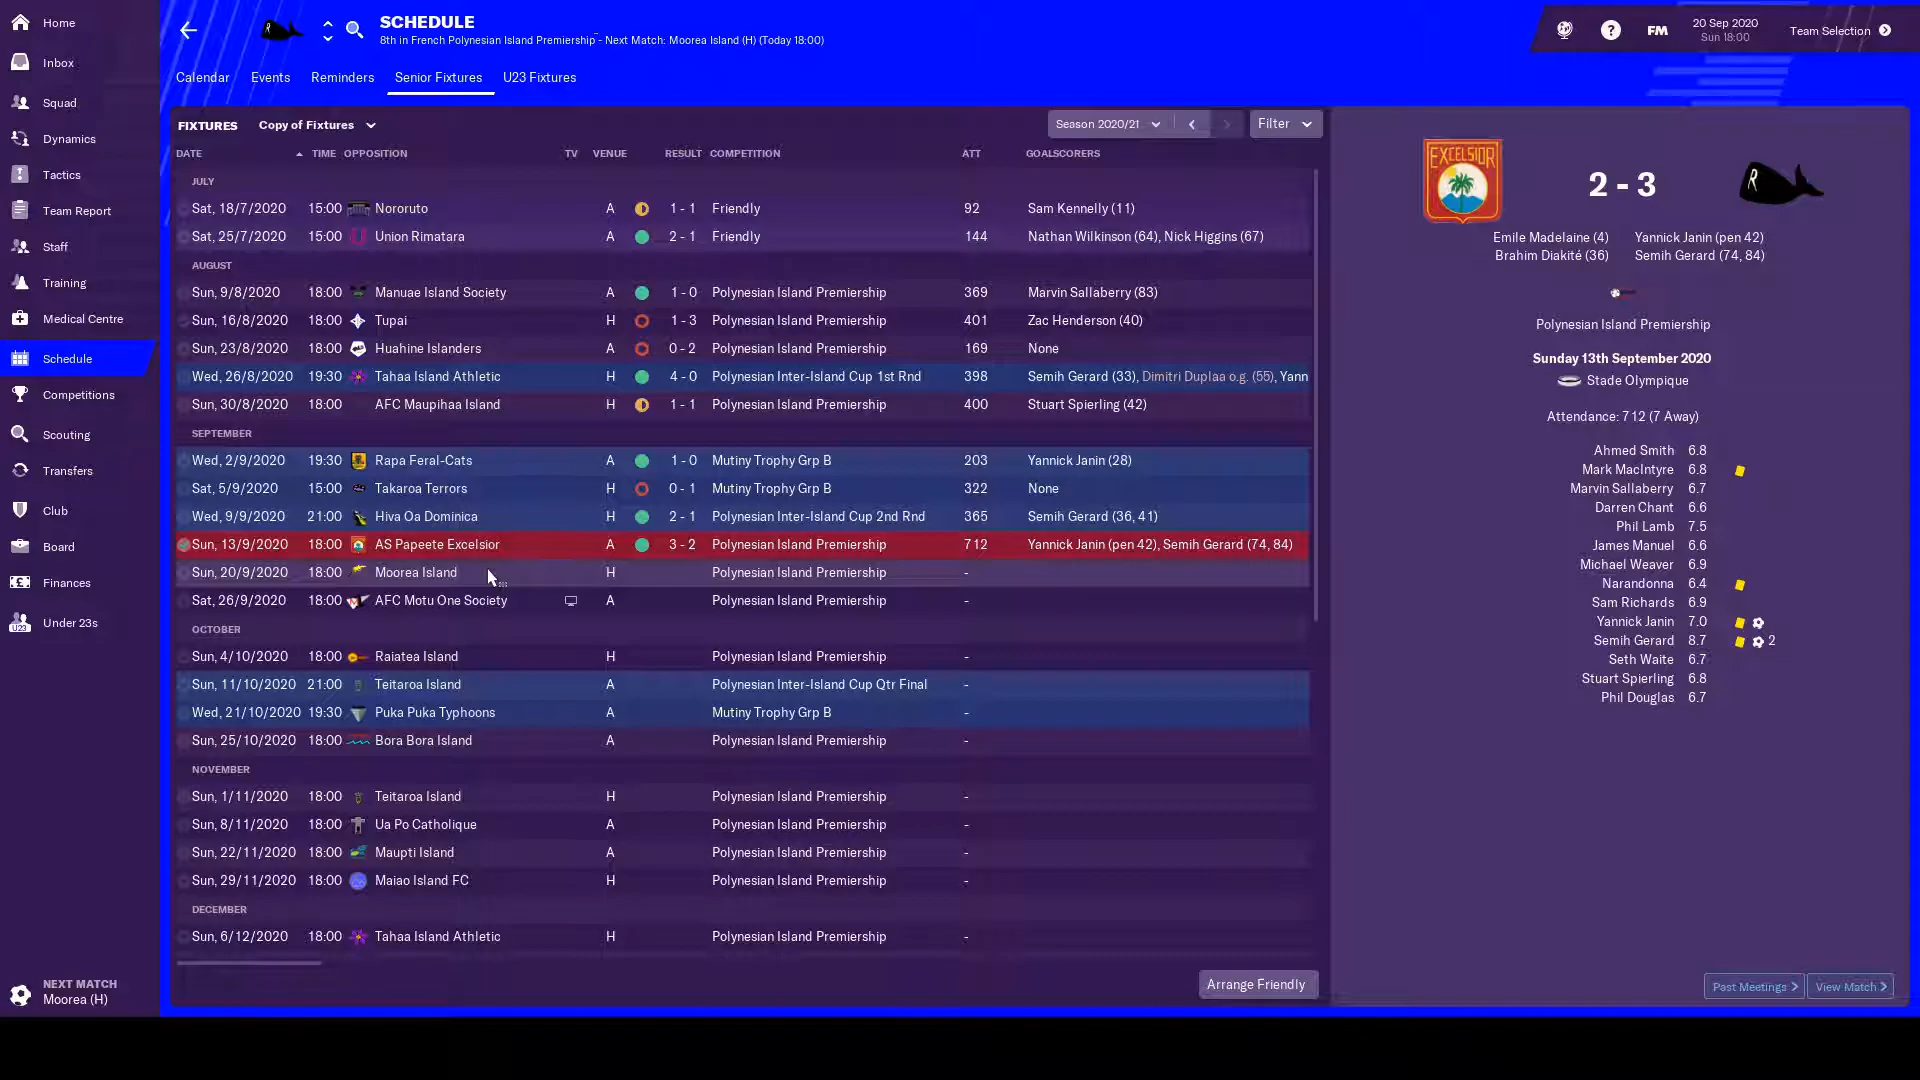 Home
Inbox
Squad
Dynamics
Tactics
Team Report
Staff
Training
Medical Centre
Schedule
Competitions
Scouting
Transfers
Club
Board
Finances
Under 23s
NEXT MATCH
Moorea (H)
SCHEDULE
8th in French Polynesian Island Premiership - Next Match: Moorea Island (H) (Today 18:00)
20 Sep 2020
Sun 18:00
FM
Team Selection
Calendar Events Reminders Senior Fixtures U23 Fixtures
FIXTURES Copy of Fixtures Season 2020/21 Filter
DATE TIME OPPOSITION TV VENUE RESULT COMPETITION ATT GOALSCORERS
JULY
Sat, 18/7/2020 15:00 Nororuto A 1 - 1 Friendly 92 Sam Kennelly (11)
Sat, 25/7/2020 15:00 Union Rimatara A 2 - 1 Friendly 144 Nathan Wilkinson (64), Nick Higgins (67)
AUGUST
Sun, 9/8/2020 18:00 Manuae Island Society A 1 - 0 Polynesian Island Premiership 369 Marvin Sallaberry (83)
Sun, 16/8/2020 18:00 Tupai H 1 - 3 Polynesian Island Premiership 401 Zac Henderson (40)
Sun, 23/8/2020 18:00 Huahine Islanders A 0 - 2 Polynesian Island Premiership 169 None
Wed, 26/8/2020 19:30 Tahaa Island Athletic H 4 - 0 Polynesian Inter-Island Cup 1st Rnd 398 Semih Gerard (33), Dimitri Duplaa o.g. (55), Yann
Sun, 30/8/2020 18:00 AFC Maupihaa Island H 1 - 1 Polynesian Island Premiership 400 Stuart Spierling (42)
SEPTEMBER
Wed, 2/9/2020 19:30 Rapa Feral-Cats A 1 - 0 Mutiny Trophy Grp B 203 Yannick Janin (28)
Sat, 5/9/2020 15:00 Takaroa Terrors H 0 - 1 Mutiny Trophy Grp B 322 None
Wed, 9/9/2020 21:00 Hiva Oa Dominica H 2 - 1 Polynesian Inter-Island Cup 2nd Rnd 365 Semih Gerard (36, 41)
Sun, 13/9/2020 18:00 AS Papeete Excelsior A 3 - 2 Polynesian Island Premiership 712 Yannick Janin (pen 42), Semih Gerard (74, 84)
Sun, 20/9/2020 18:00 Moorea Island H Polynesian Island Premiership -
Sat, 26/9/2020 18:00 AFC Motu One Society A Polynesian Island Premiership -
OCTOBER
Sun, 4/10/2020 18:00 Raiatea Island H Polynesian Island Premiership -
Sun, 11/10/2020 21:00 Teitaroa Island A Polynesian Inter-Island Cup Qtr Final -
Wed, 21/10/2020 19:30 Puka Puka Typhoons A Mutiny Trophy Grp B -
Sun, 25/10/2020 18:00 Bora Bora Island A Polynesian Island Premiership -
NOVEMBER
Sun, 1/11/2020 18:00 Teitaroa Island H Polynesian Island Premiership -
Sun, 8/11/2020 18:00 Ua Po Catholique A Polynesian Island Premiership -
Sun, 22/11/2020 18:00 Maupti Island A Polynesian Island Premiership -
Sun, 29/11/2020 18:00 Maiao Island FC H Polynesian Island Premiership -
DECEMBER
Sun, 6/12/2020 18:00 Tahaa Island Athletic H Polynesian Island Premiership -
Arrange Friendly
EXCELSIOR
2 - 3
R
Emile Madelaine (4) Yannick Janin (pen 42)
Brahim Diakité (36) Semih Gerard (74, 84)
Polynesian Island Premiership
Sunday 13th September 2020
Stade Olympique
Attendance: 712 (7 Away)
Ahmed Smith 6.8
Mark MacIntyre 6.8
Marvin Sallaberry 6.7
Darren Chant 6.6
Phil Lamb 7.5
James Manuel 6.6
Michael Weaver 6.9
Narandonna 6.4
Sam Richards 6.9
Yannick Janin 7.0
Semih Gerard 8.7 2
Seth Waite 6.7
Stuart Spierling 6.8
Phil Douglas 6.7
Past Meetings > View Match >